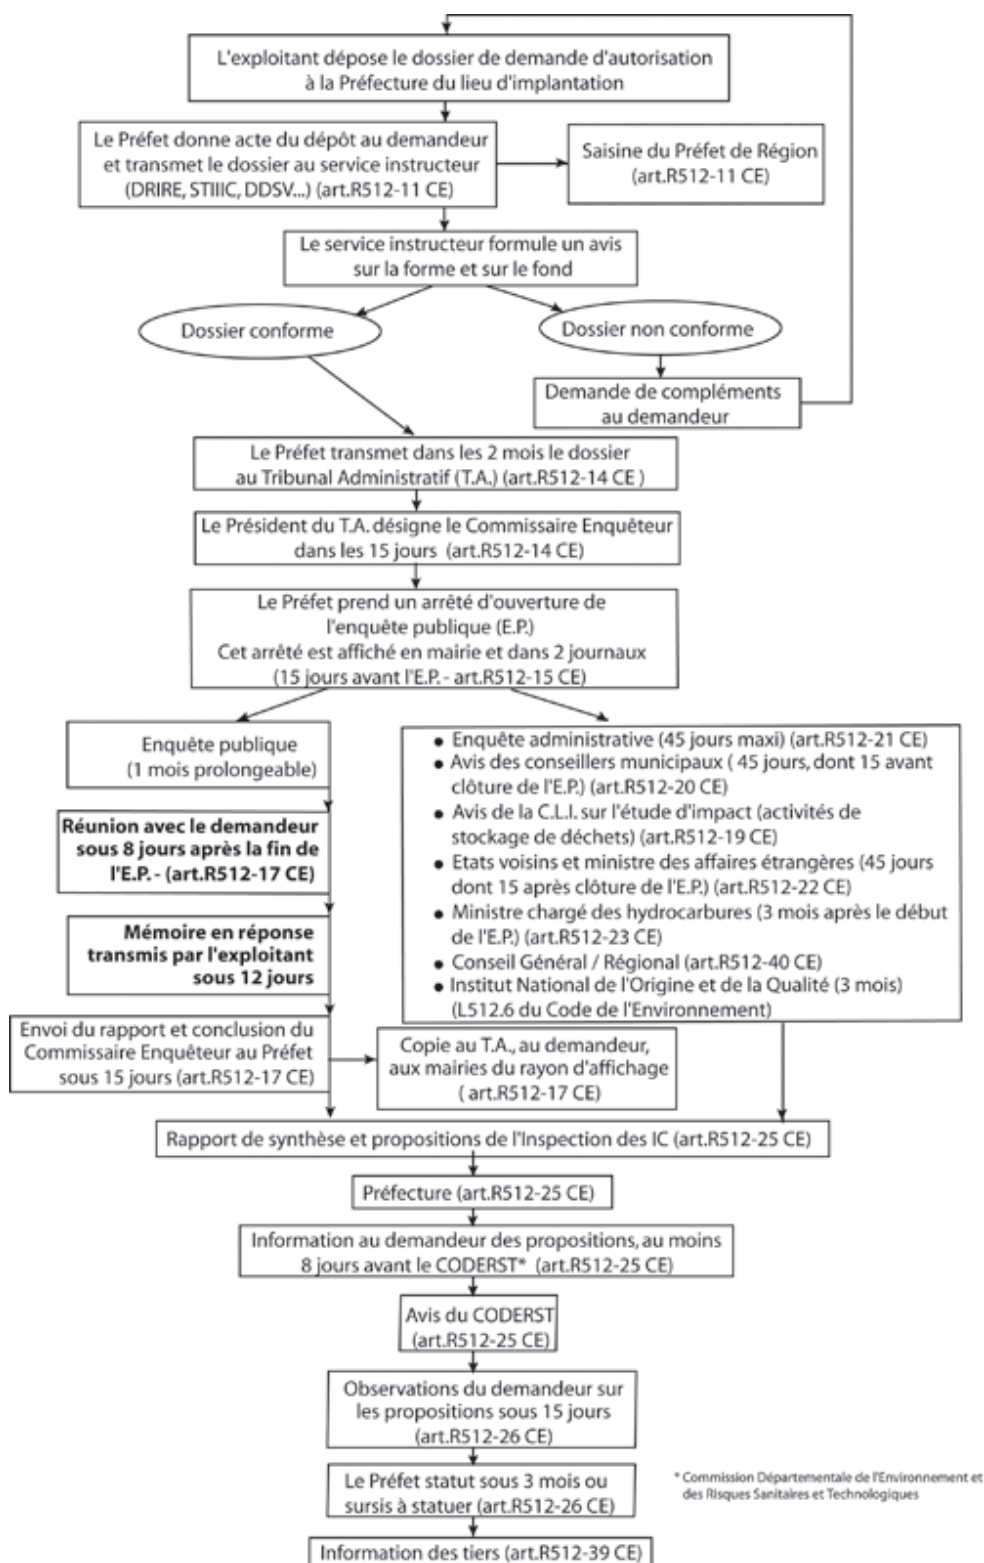 L'exploitant dépose le dossier de demande d'autorisation
à la Préfecture du lieu d'implantation
Le Préfet donne acte du dépôt au demandeur
et transmet le dossier au service instructeur
(DRIRE, STIIIC, DDSV...) (art.R512-11 CE)
Saisine du Préfet de Région
(art.R512-11 CE)
Le service instructeur formule un avis
sur la forme et sur le fond
Dossier conforme
Dossier non conforme
Demande de compléments
au demandeur
Le Préfet transmet dans les 2 mois le dossier
au Tribunal Administratif (T.A.) (art.R512-14 CE )
Le Président du T.A. désigne le Commissaire Enquêteur
dans les 15 jours (art.R512-14 CE)
Le Préfet prend un arrêté d'ouverture de
l'enquête publique (E.P.)
Cet arrêté est affiché en mairie et dans 2 journaux
(15 jours avant l'E.P. - art.R512-15 CE)
Enquête publique
(1 mois prolongeable)
Réunion avec le demandeur
sous 8 jours après la fin de
l'E.P. - (art.R512-17 CE)
Mémoire en réponse
transmis par l'exploitant
sous 12 jours
Envoi du rapport et conclusion du
Commissaire Enquêteur au Préfet
sous 15 jours (art.R512-17 CE)
● Enquête administrative (45 jours maxi) (art.R512-21 CE)
● Avis des conseillers municipaux ( 45 jours, dont 15 avant
clôture de l'E.P.) (art.R512-20 CE)
● Avis de la C.L.I. sur l'étude d'impact (activités de
stockage de déchets) (art.R512-19 CE)
● Etats voisins et ministre des affaires étrangères (45 jours
dont 15 après clôture de l'E.P.) (art.R512-22 CE)
● Ministre chargé des hydrocarbures (3 mois après le début
de l'E.P.) (art.R512-23 CE)
● Conseil Général / Régional (art.R512-40 CE)
● Institut National de l'Origine et de la Qualité (3 mois)
(L512.6 du Code de l'Environnement)
Copie au T.A., au demandeur,
aux mairies du rayon d'affichage
( art.R512-17 CE)
Rapport de synthèse et propositions de l'Inspection des IC (art.R512-25 CE)
Préfecture (art.R512-25 CE)
Information au demandeur des propositions, au moins
8 jours avant le CODERST* (art.R512-25 CE)
Avis du CODERST
(art.R512-25 CE)
Observations du demandeur sur
les propositions sous 15 jours
(art.R512-26 CE)
Le Préfet statut sous 3 mois ou
sursis à statuer (art.R512-26 CE)
* Commission Départementale de l'Environnement et
des Risques Sanitaires et Technologiques
Information des tiers (art.R512-39 CE)